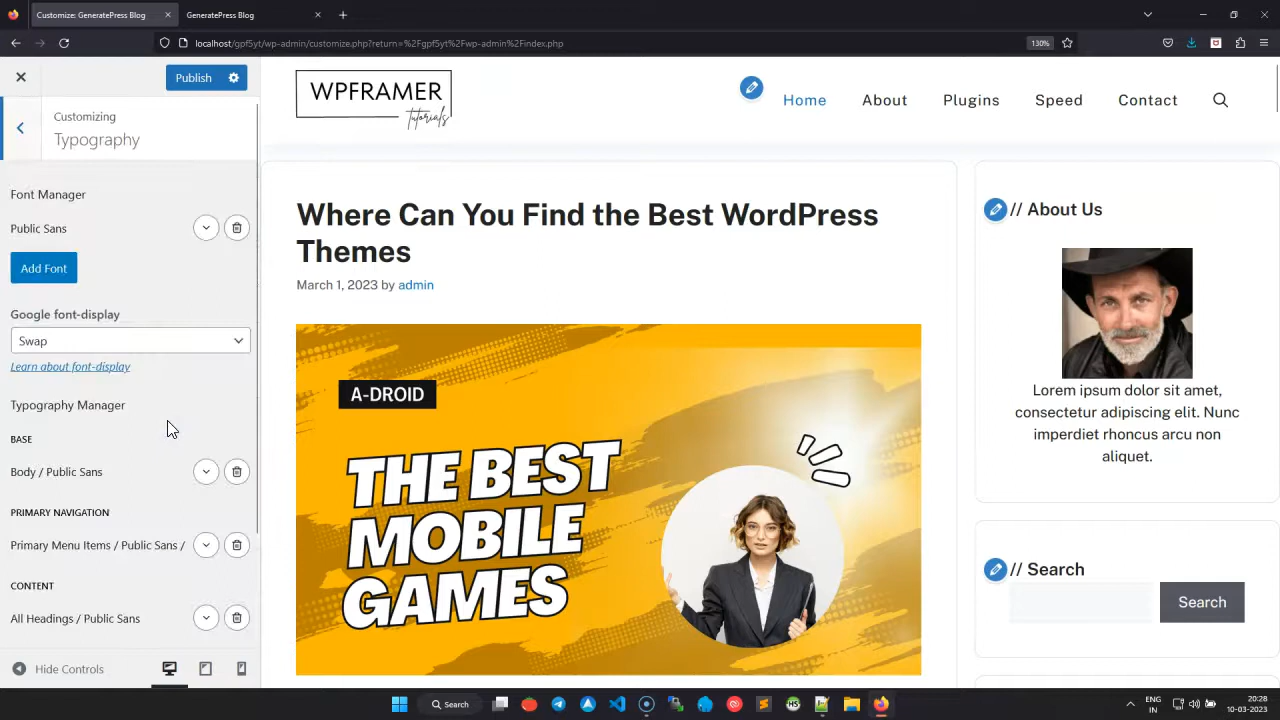 Customize: GeneratePress Blog
GeneratePress Blog
localhost/gpf5yt/wp-admin/customize.php?return=%2Fgpf5yt%2Fwp-admin%2Findex.php
130%
Publish
Customizing
Typography
Font Manager
Public Sans
Add Font
Google font-display
Swap
Learn about font-display
Typography Manager
BASE
Body / Public Sans
PRIMARY NAVIGATION
Primary Menu Items / Public Sans /
CONTENT
All Headings / Public Sans
Hide Controls
WPFRAMER
Tutorials
Home
About
Plugins
Speed
Contact
Where Can You Find the Best WordPress
Themes
March 1, 2023 by admin
A-DROID
THE BEST
MOBILE
GAMES
// About Us
Lorem ipsum dolor sit amet,
consectetur adipiscing elit. Nunc
imperdiet rhoncus arcu non
aliquet.
// Search
Search
Search
ENG
IN
20:28
10-03-2023